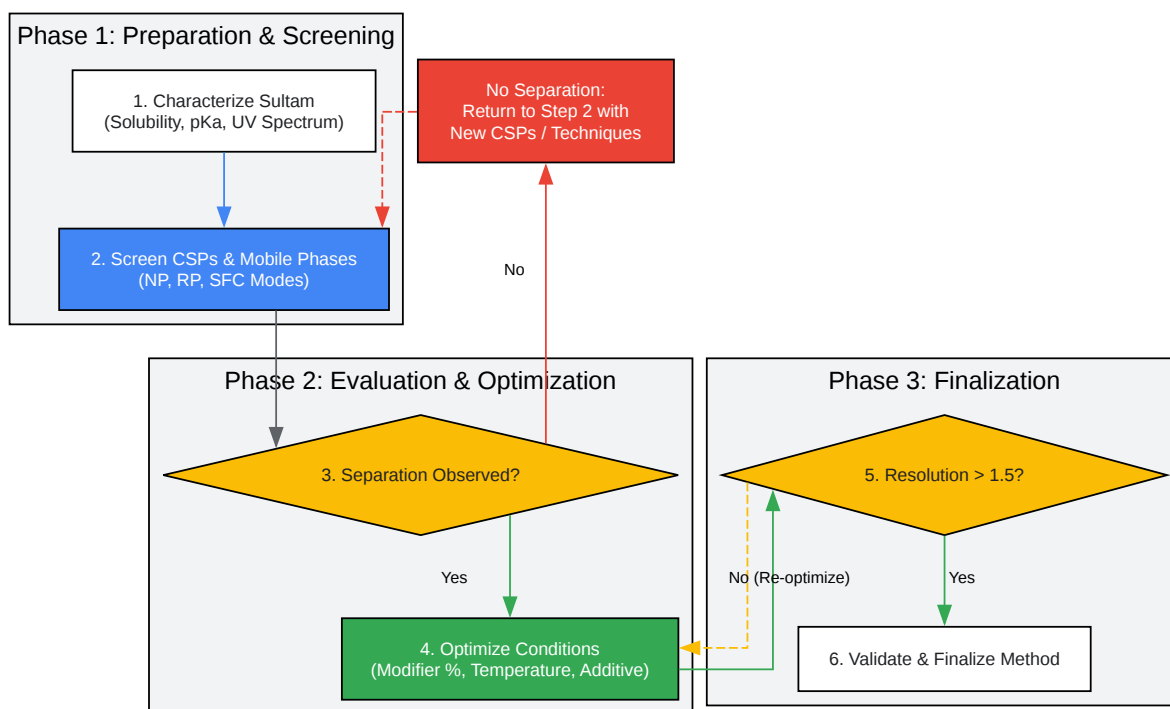 Phase 1: Preparation & Screening
1. Characterize Sultam
(Solubility, pKa, UV Spectrum)
No Separation:
Return to Step 2 with
New CSPs / Techniques
2. Screen CSPs & Mobile Phases
(NP, RP, SFC Modes)
No
Phase 2: Evaluation & Optimization
3. Separation Observed?
Yes
4. Optimize Conditions
(Modifier %, Temperature, Additive)
Phase 3: Finalization
5. Resolution > 1.5?
No (Re-optimize)
Yes
6. Validate & Finalize Method